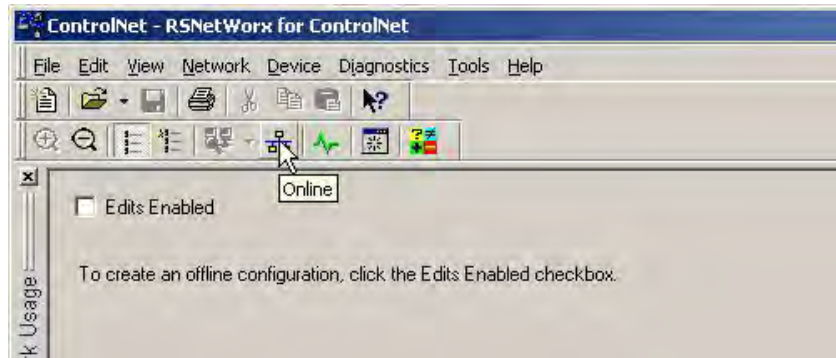 ControlNet - RSNetWorx for ControlNet
File Edit View Network Device Diagnostics Tools Help
Online
Edits Enabled
To create an offline configuration, click the Edits Enabled checkbox.
Usage